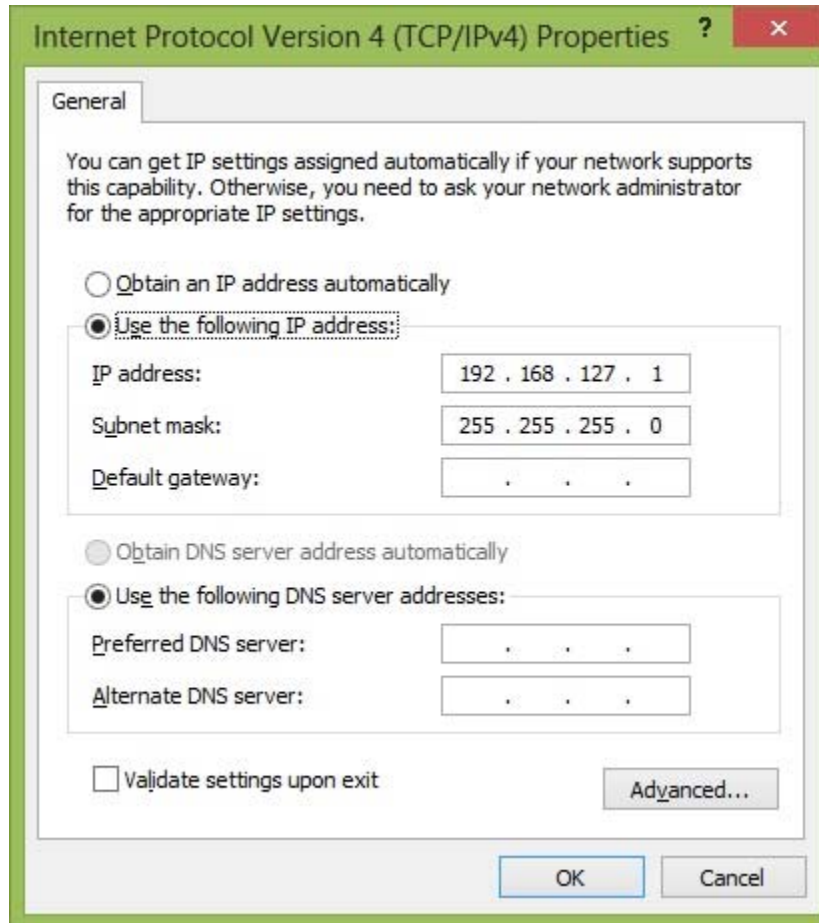 Internet Protocol Version 4 (TCP/IPv4) Properties ? ×
General
You can get IP settings assigned automatically if your network supports
this capability. Otherwise, you need to ask your network administrator
for the appropriate IP settings.
Obtain an IP address automatically
Use the following IP address:
IP address: 192 . 168 . 127 . 1
Subnet mask: 255 . 255 . 255 . 0
Default gateway: . . .
Obtain DNS server address automatically
Use the following DNS server addresses:
Preferred DNS server: . . .
Alternate DNS server: . . .
Validate settings upon exit
Advanced...
OK Cancel